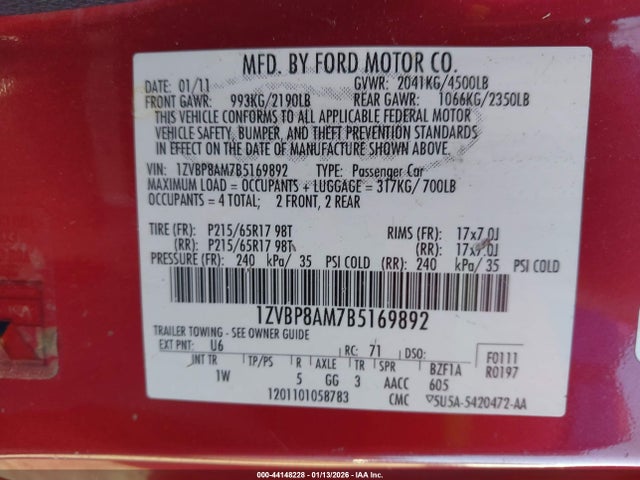 MFD. BY FORD MOTOR CO.
DATE: 01/11 GVWR: 2041KG/4500LB
FRONT GAWR: 993KG/2190LB REAR GAWR: 1066KG/2350LB
THIS VEHICLE CONFORMS TO ALL APPLICABLE FEDERAL MOTOR
VEHICLE SAFETY, BUMPER, AND THEFT PREVENTION STANDARDS
IN EFFECT ON THE DATE OF MANUFACTURE SHOWN ABOVE.
VIN: 1ZVBP8AM7B5169892 TYPE: Passenger Car
MAXIMUM LOAD = OCCUPANTS + LUGGAGE = 317KG/ 700LB
OCCUPANTS = 4 TOTAL; 2 FRONT, 2 REAR
TIRE (FR): P215/65R17 98T RIMS (FR): 17x7.0J
(RR): P215/65R17 98T (RR): 17x7.0J
PRESSURE (FR): 240 kPa/ 35 PSI COLD (RR): 240 kPa/ 35 PSI COLD
1ZVBP8AM7B5169892
TRAILER TOWING - SEE OWNER GUIDE
EXT PNT: U6 RC: 71 DSO: F0111
R0197
INT TR TP/PS R AXLE TR SPR BZF1A
1W 5 GG 3 AACC 605
1201101058783 CMC ▽5U5A-5420472-AA
000-44148228 — 01/13/2026 — IAA Inc.